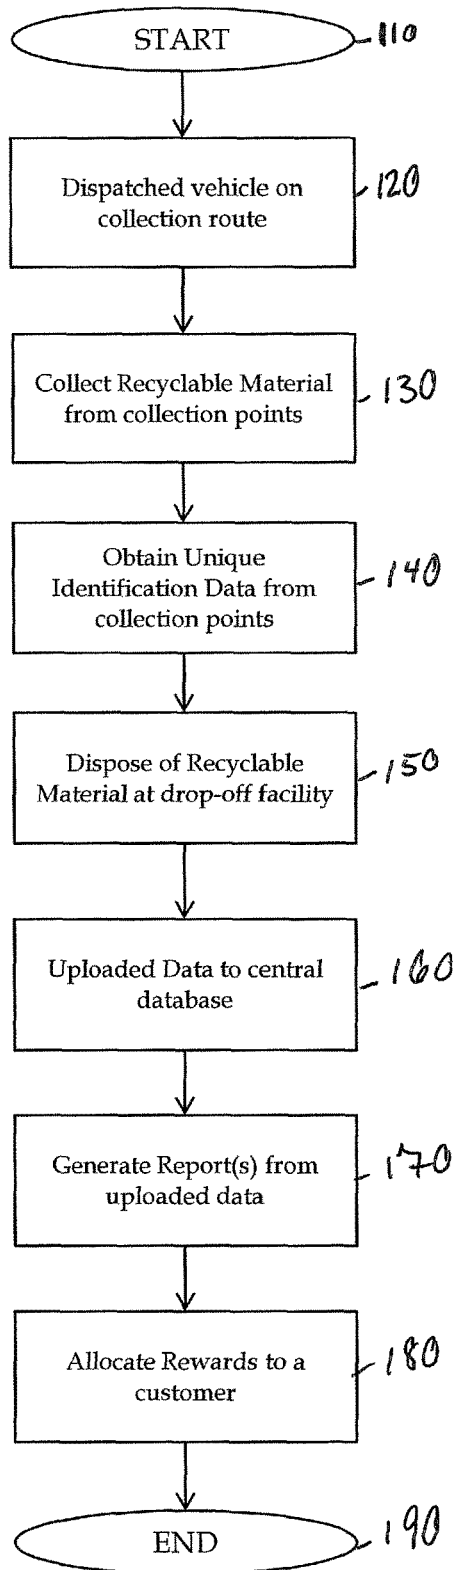 START
110
Dispatched vehicle on
collection route
120
Collect Recyclable Material
from collection points
130
Obtain Unique
Identification Data from
collection points
140
Dispose of Recyclable
Material at drop-off facility
150
Uploaded Data to central
database
160
Generate Report(s) from
uploaded data
170
Allocate Rewards to a
customer
180
END
190